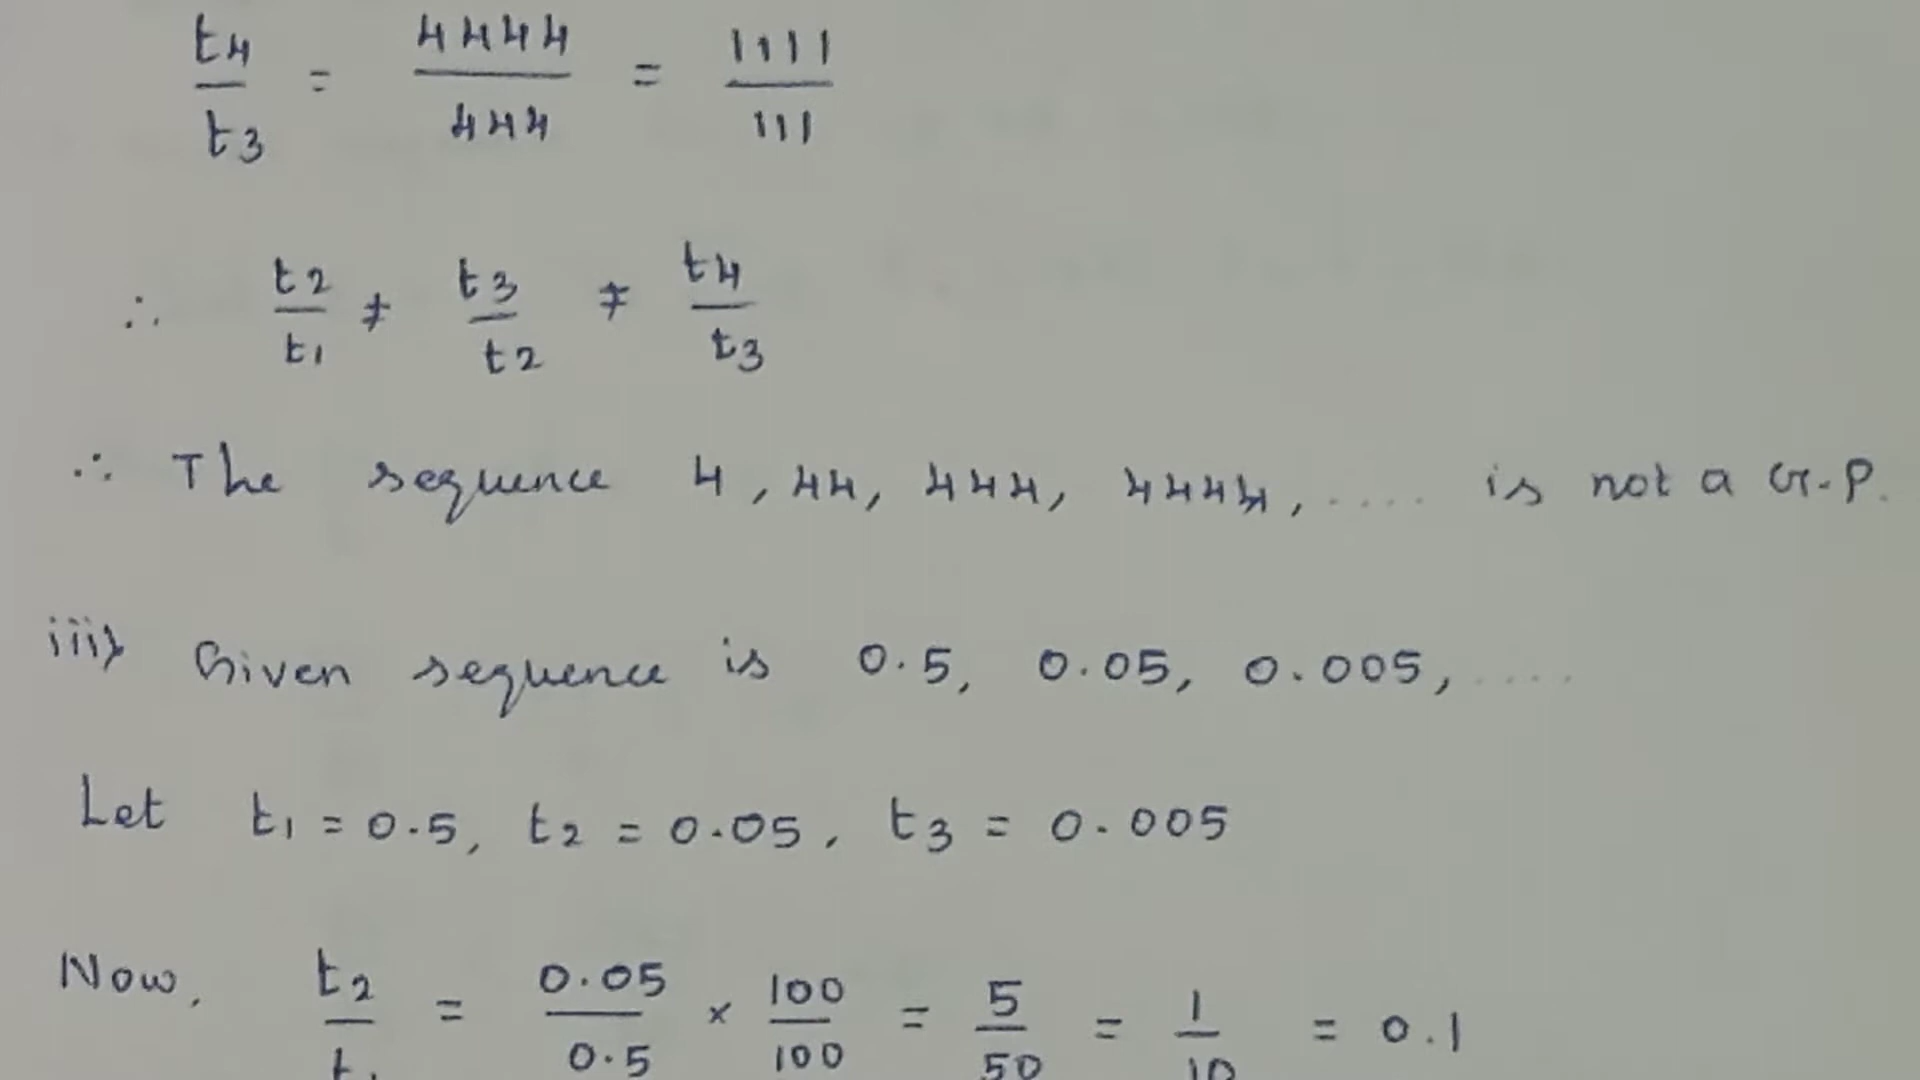 t4/t3 = 4444/444 = 1111/111
∴ t2/t1 ≠ t3/t2 ≠ t4/t3
∴ The sequence 4, 44, 444, 4444, .... is not a G.P.
iii) Given sequence is 0.5, 0.05, 0.005, ....
Let t1 = 0.5, t2 = 0.05, t3 = 0.005
Now, t2/t1 = 0.05/0.5 × 100/100 = 5/50 = 1/10 = 0.1